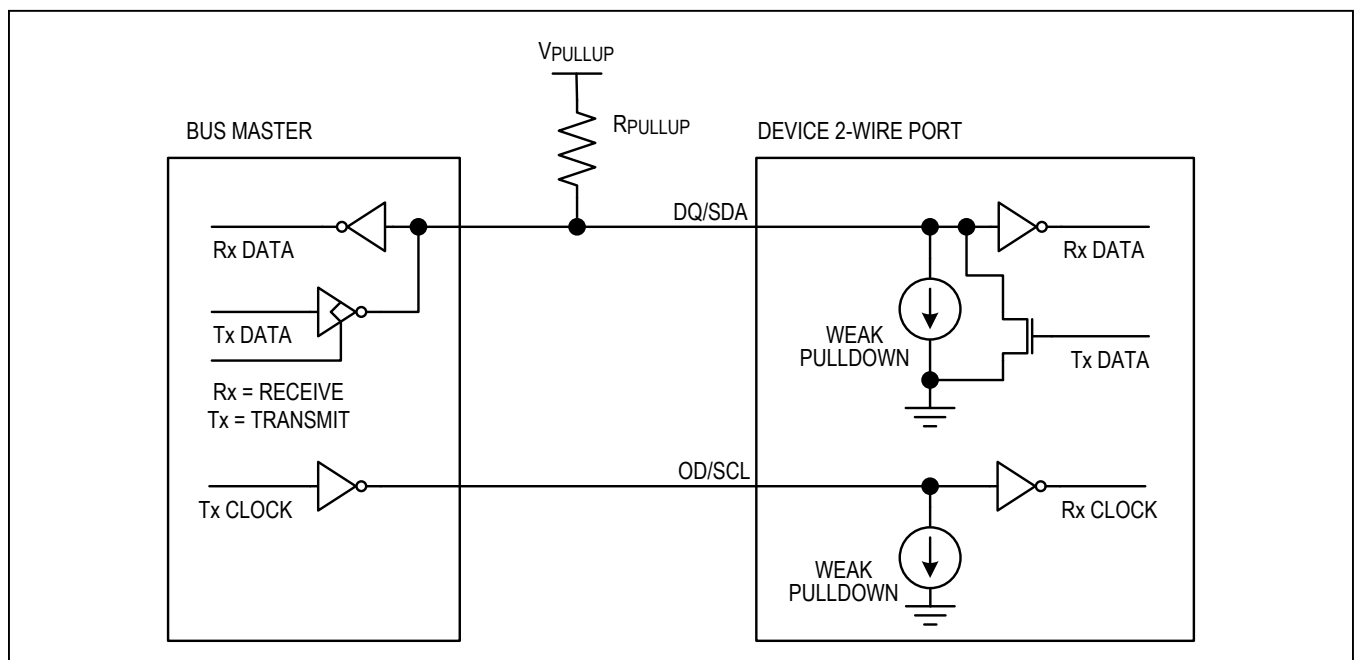 VPULLUP
RPULLUP
BUS MASTER
DEVICE 2-WIRE PORT
DQ/SDA
Rx DATA
Rx DATA
Tx DATA
WEAK
PULLDOWN
Tx DATA
Rx = RECEIVE
Tx = TRANSMIT
OD/SCL
Tx CLOCK
Rx CLOCK
WEAK
PULLDOWN